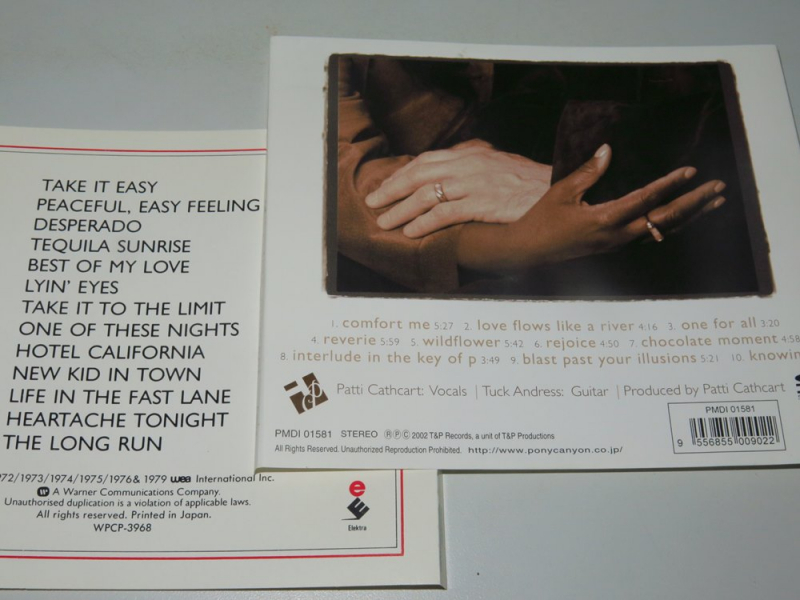 TAKE IT EASY
PEACEFUL, EASY FEELING
DESPERADO
TEQUILA SUNRISE
BEST OF MY LOVE
LYIN' EYES
TAKE IT TO THE LIMIT
ONE OF THESE NIGHTS
HOTEL CALIFORNIA
NEW KID IN TOWN
LIFE IN THE FAST LANE
HEARTACHE TONIGHT
THE LONG RUN
72/1973/1974/1975/1976 & 1979 wea International Inc.
A Warner Communications Company.
Unauthorised duplication is a violation of applicable laws.
All rights reserved. Printed in Japan.
WPCP-3968
Elektra
1. comfort me 5:27 2. love flows like a river 4:16 3. one for all 3:20
4. reverie 5:59 5. wildflower 5:42 6. rejoice 4:50 7. chocolate moment 4:58
8. interlude in the key of p 3:49 9. blast past your illusions 5:21 10. knowin
Patti Cathcart: Vocals | Tuck Andress: Guitar | Produced by Patti Cathcart
PMDI 01581 STEREO ℗℗© 2002 T&P Records, a unit of T&P Productions
All Rights Reserved. Unauthorized Reproduction Prohibited. http://www.ponycanyon.co.jp/
PMDI 01581
9 556855 009022